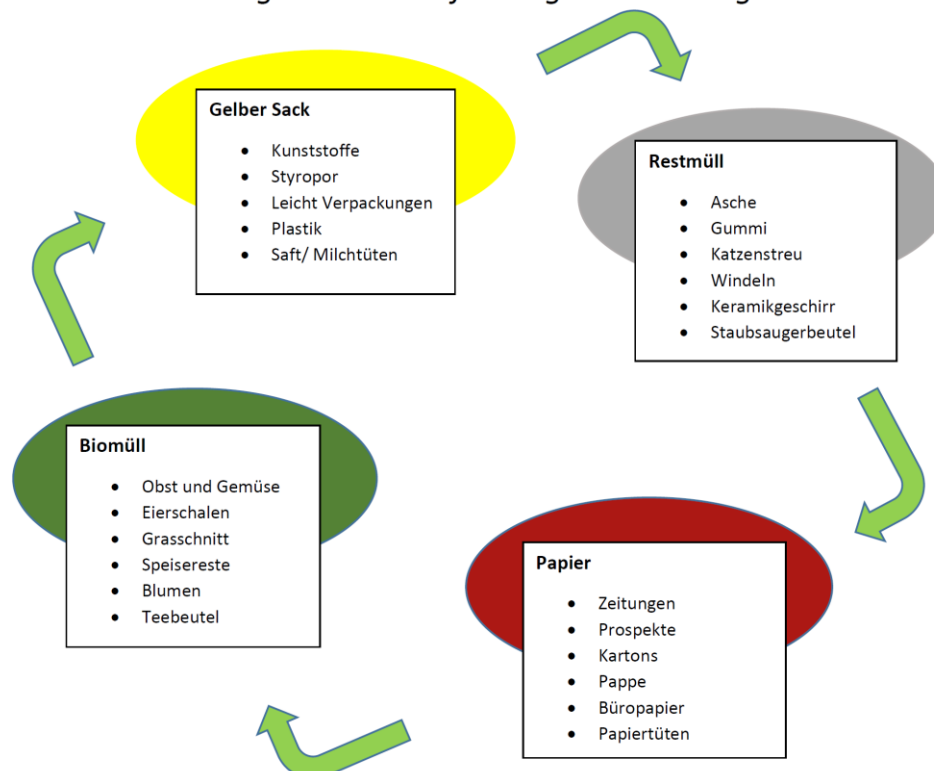 Gelber Sack
• Kunststoffe
• Styropor
• Leicht Verpackungen
• Plastik
• Saft/ Milchtüten
Restmüll
• Asche
• Gummi
• Katzenstreu
• Windeln
• Keramikgeschirr
• Staubsaugerbeutel
Biomüll
• Obst und Gemüse
• Eierschalen
• Grasschnitt
• Speisereste
• Blumen
• Teebeutel
Papier
• Zeitungen
• Prospekte
• Kartons
• Pappe
• Büropapier
• Papiertüten